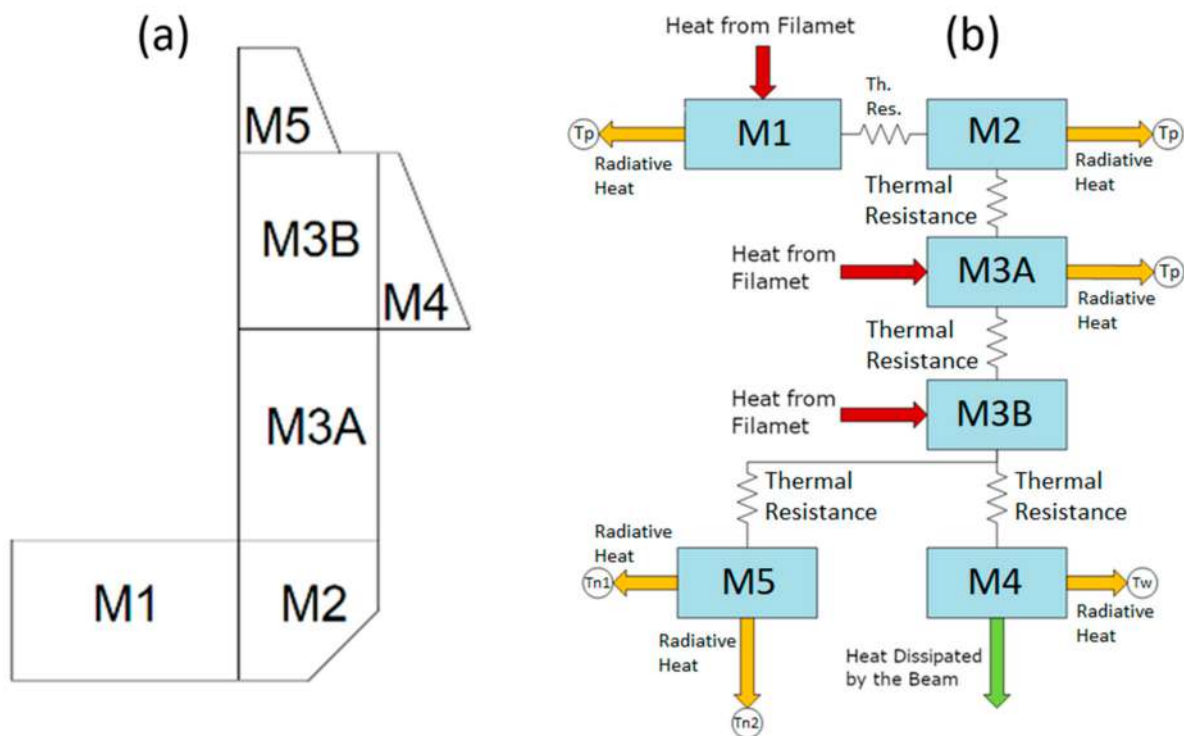 (a)
M5
M3B
M4
M3A
M1
M2
(b)
Heat from Filamet
Th.
Res.
Tp
M1
M2
Tp
Radiative
Heat
Radiative
Heat
Thermal
Resistance
Heat from
Filamet
M3A
Tp
Radiative
Heat
Thermal
Resistance
Heat from
Filamet
M3B
Thermal
Resistance
Thermal
Resistance
Radiative
Heat
Tn1
M5
M4
Tw
Radiative
Heat
Radiative
Heat
Heat Dissipated
by the Beam
Tn2